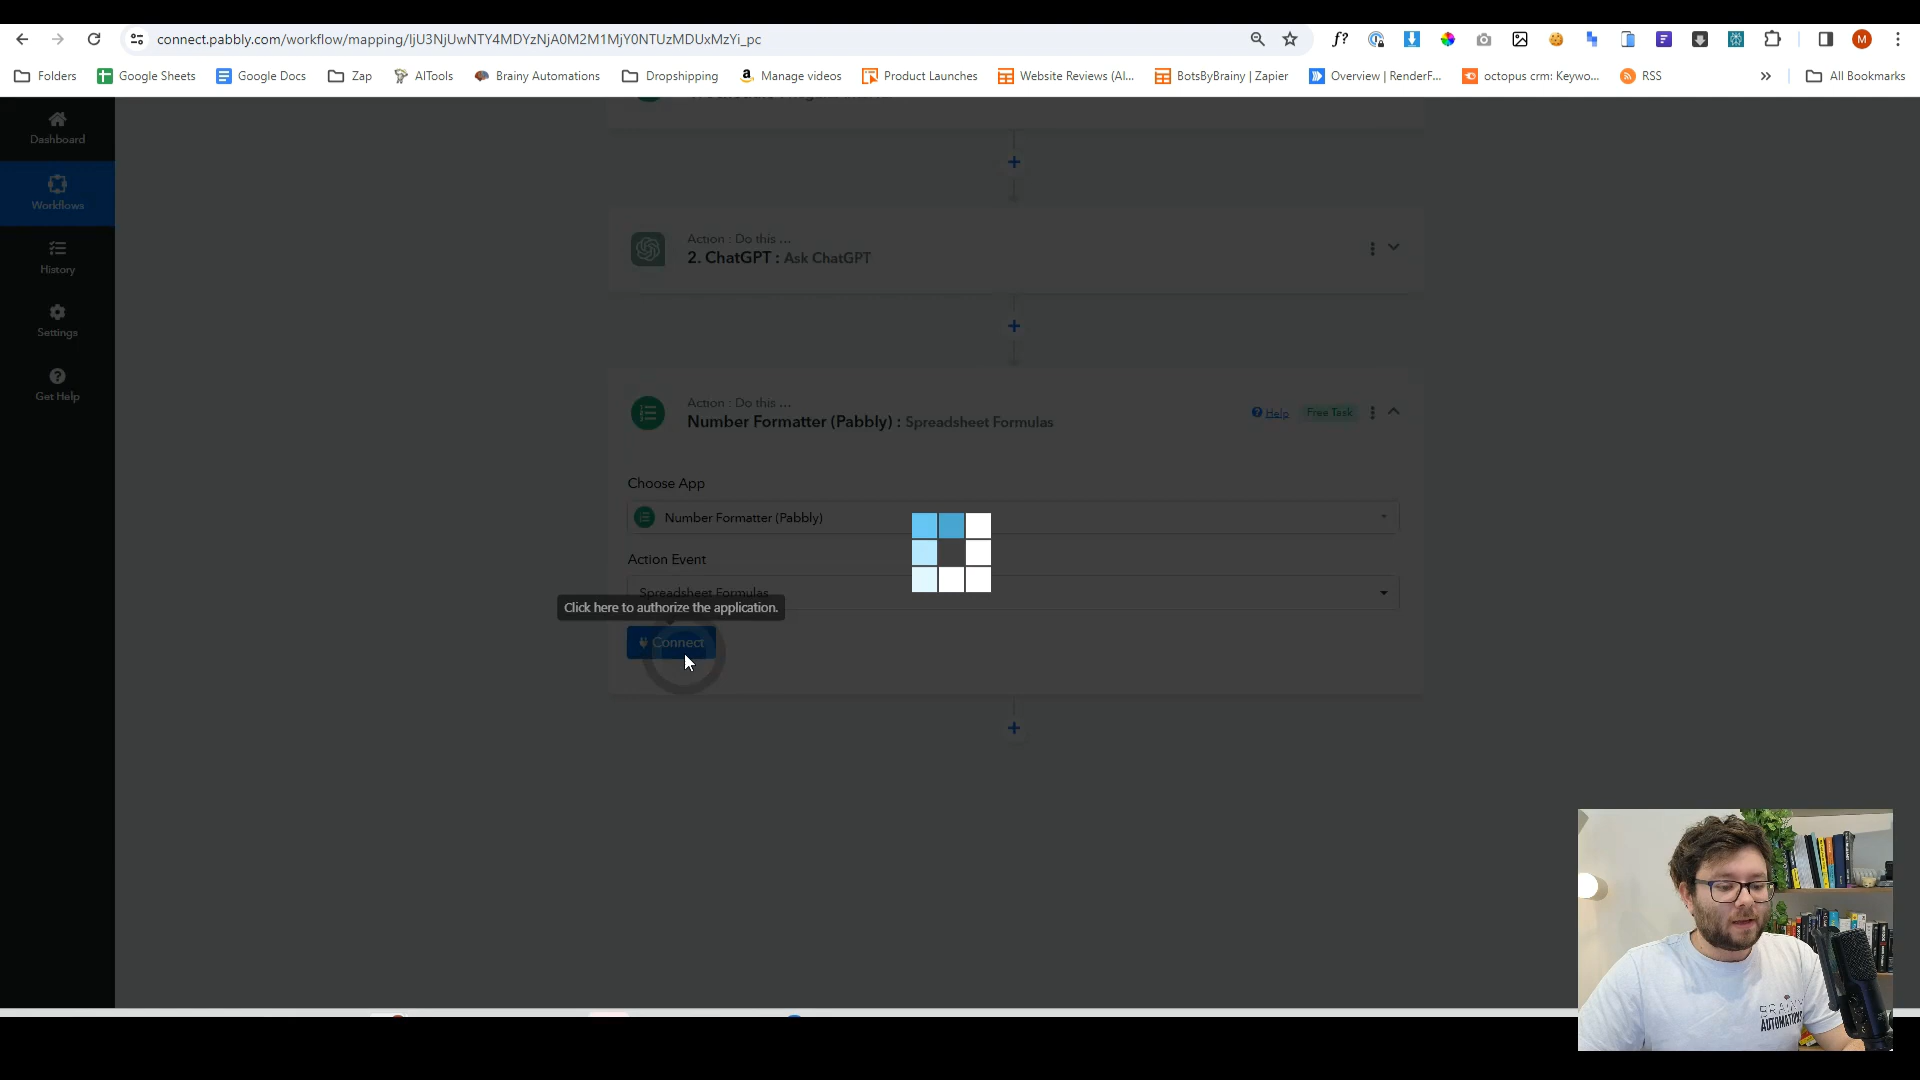 connect.pabbly.com/workflow/mapping/IjU3NjUwNTY4MDYzNjA0M2M1MjY0NTUzMDUxMzYi_pc
f?
M
Folders
Google Sheets
Google Docs
Zap
AITools
Brainy Automations
Dropshipping
Manage videos
Product Launches
Website Reviews (AI...
BotsByBrainy | Zapier
Overview | RenderF...
octopus crm: Keywo...
RSS
»
All Bookmarks
Dashboard
Workflows
History
Settings
Get Help
+
Action : Do this ...
2. ChatGPT : Ask ChatGPT
+
Action : Do this ...
Number Formatter (Pabbly) : Spreadsheet Formulas
Help
Free Task
Choose App
Number Formatter (Pabbly)
Action Event
Spreadsheet Formulas
Click here to authorize the application.
Connect
+
BRAINY
AUTOMATIONS